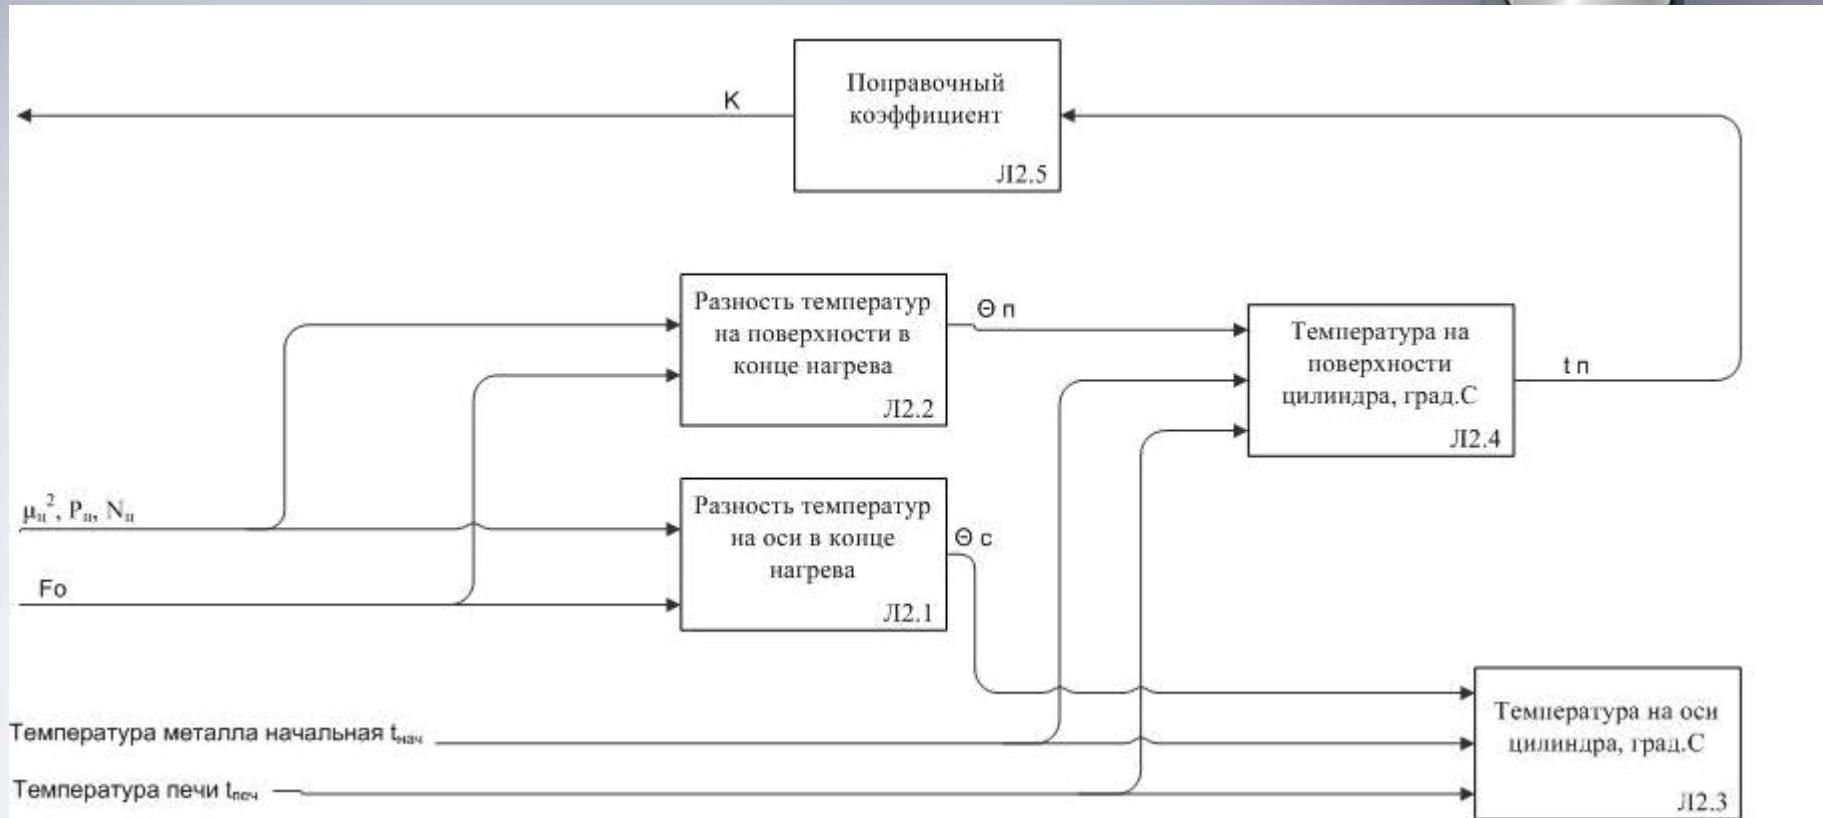 K
Поправочный
коэффициент
Л2.5
Разность температур
на поверхности в
конце нагрева
Л2.2
Θ п
Температура на
поверхности
цилиндра, град.С
Л2.4
t п
μц², Pц, Nц
Fo
Разность температур
на оси в конце
нагрева
Л2.1
Θ с
Температура металла начальная tнач
Температура печи tпеч
Температура на оси
цилиндра, град.С
Л2.3